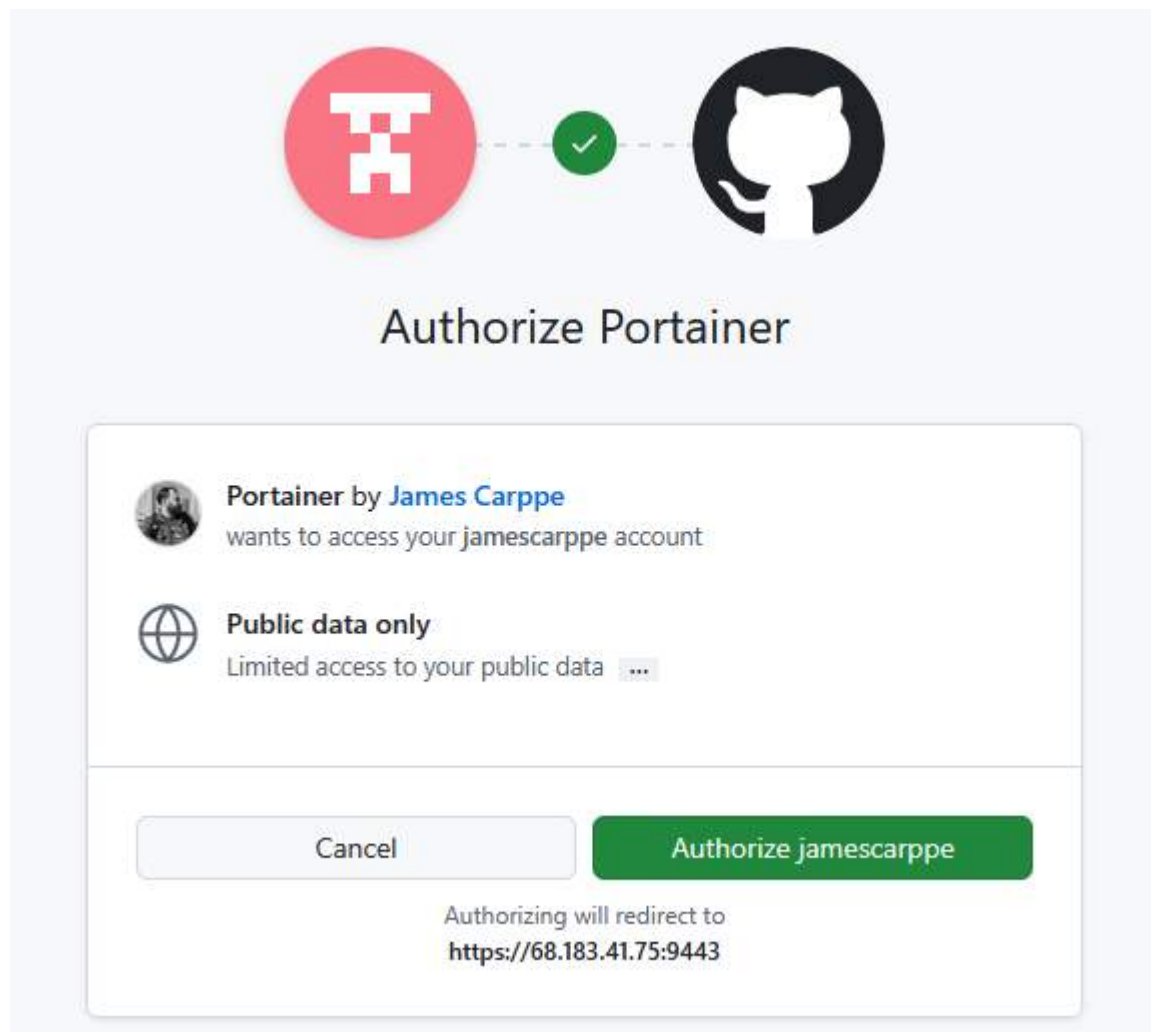 Authorize Portainer
Portainer by James Carppe
wants to access your jamescarppe account
Public data only
Limited access to your public data ...
Cancel
Authorize jamescarppe
Authorizing will redirect to
https://68.183.41.75:9443